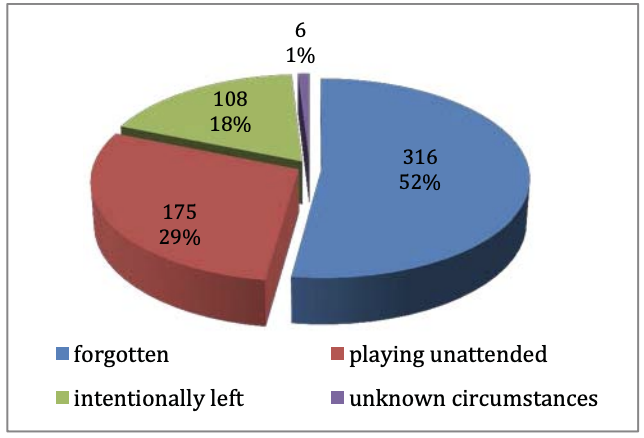 6
1%
108
18%
316
52%
175
29%
forgotten
playing unattended
intentionally left
unknown circumstances